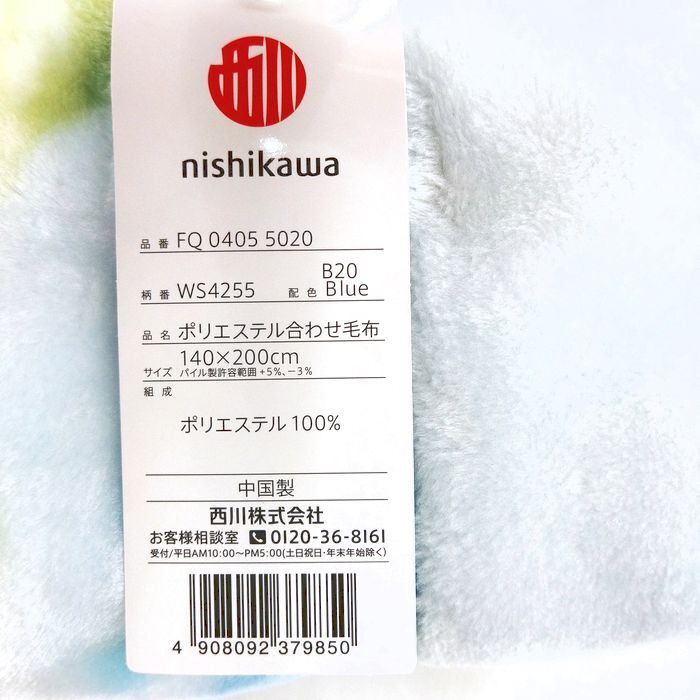 西川
nishikawa
品番 FQ 0405 5020
柄番 WS4255 配色 B20 Blue
品名 ポリエステル合わせ毛布
140×200cm
サイズ パイル製許容範囲+5%、-3%
組成
ポリエステル100%
中国製
西川株式会社
お客様相談室 0120-36-8161
受付/平日AM10:00〜PM5:00(土日祝日・年末年始除く)
4 908092 379850